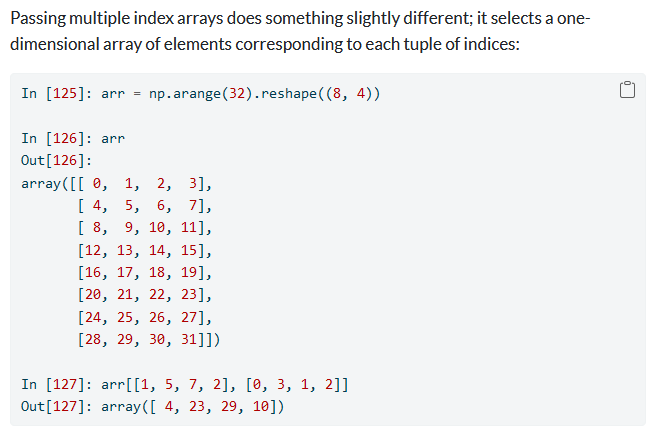 Passing multiple index arrays does something slightly different; it selects a one-
dimensional array of elements corresponding to each tuple of indices:
In [125]: arr = np.arange(32).reshape((8, 4))
In [126]: arr
Out[126]:
array([[ 0,  1,  2,  3],
       [ 4,  5,  6,  7],
       [ 8,  9, 10, 11],
       [12, 13, 14, 15],
       [16, 17, 18, 19],
       [20, 21, 22, 23],
       [24, 25, 26, 27],
       [28, 29, 30, 31]])
In [127]: arr[[1, 5, 7, 2], [0, 3, 1, 2]]
Out[127]: array([ 4, 23, 29, 10])